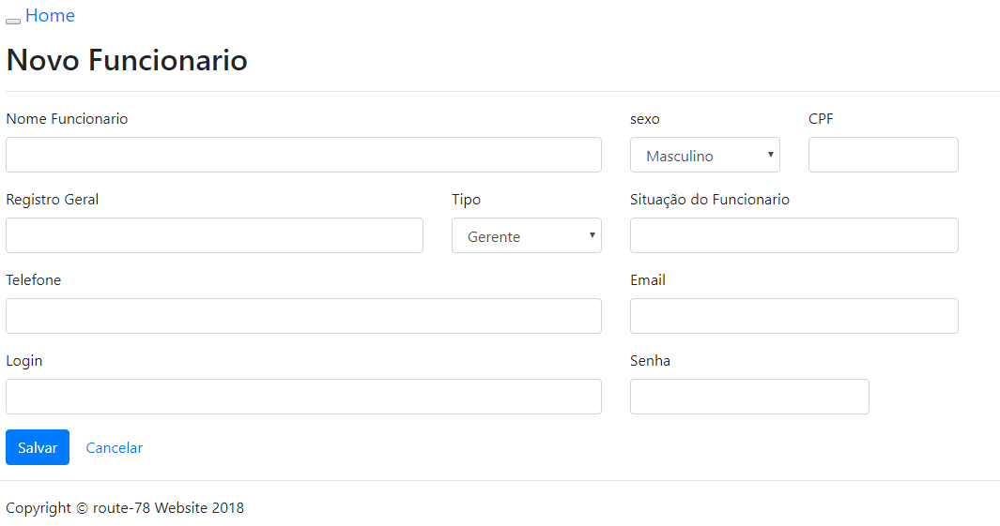 Home
Novo Funcionario
Nome Funcionario sexo CPF
Masculino
Registro Geral Tipo Situação do Funcionario
Gerente
Telefone Email
Login Senha
Salvar Cancelar
Copyright © route-78 Website 2018